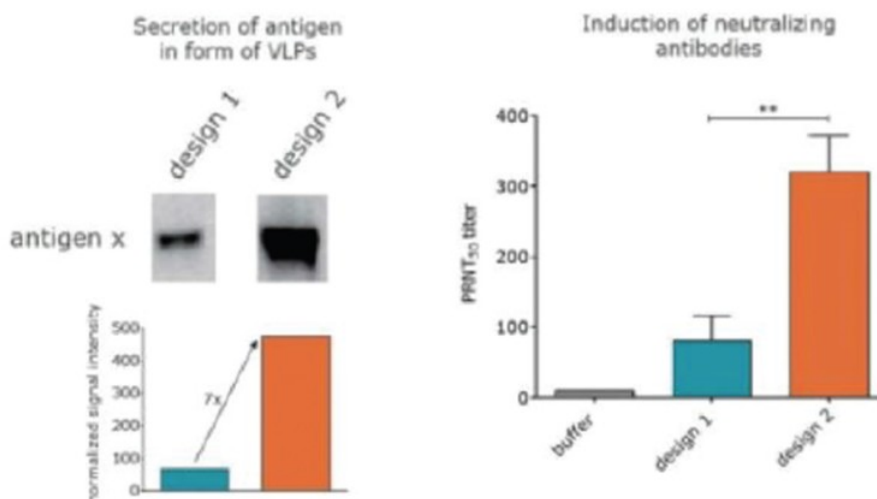 Secretion of antigen
in form of VLPs
design 1
design 2
antigen x
normalized signal intensity
500
400
300
200
100
0
7x
Induction of neutralizing
antibodies
**
PRNT₅₀ titer
400
300
200
100
0
buffer
design 1
design 2